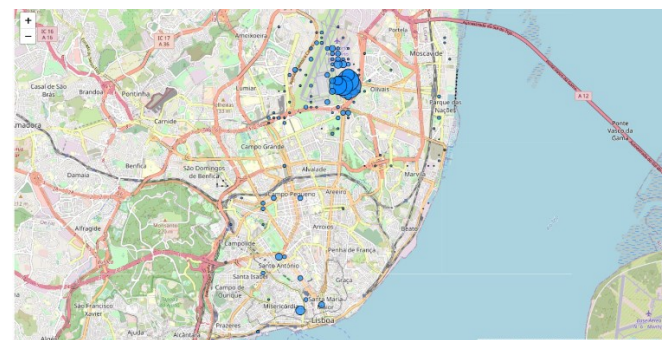 +
−
IC 16
A 16
IC 17
A 36
Ameixoeira
Portela
Moscavide
Casal de São
Brás
Brandoa
Pontinha
Lumiar
Olivais
Parque das
Nações
A 12
Ponte
Vasco da
Gama
Carnide
Campo Grande
Benfica
São Domingos
de Benfica
Alvalade
Damaia
Marvila
Campo Pequeno
Areeiro
Alfragide
Campolide
Arroios
Beato
Penha de França
Santo António
Santa Isabel
Campo de
Ourique
Graça
São Francisco
Xavier
Misericórdia
Santa Maria
Lisboa
Prazeres
Ajuda
Alcântara